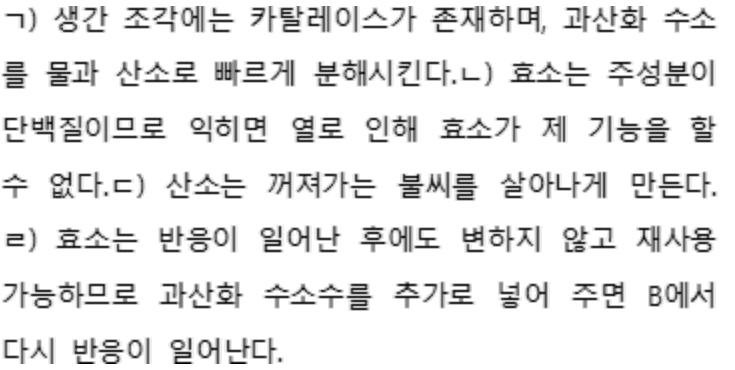 ㄱ) 생간 조각에는 카탈레이스가 존재하며, 과산화 수소
를 물과 산소로 빠르게 분해시킨다.ㄴ) 효소는 주성분이
단백질이므로 익히면 열로 인해 효소가 제 기능을 할
수 없다.ㄷ) 산소는 꺼져가는 불씨를 살아나게 만든다.
ㄹ) 효소는 반응이 일어난 후에도 변하지 않고 재사용
가능하므로 과산화 수소수를 추가로 넣어 주면 B에서
다시 반응이 일어난다.